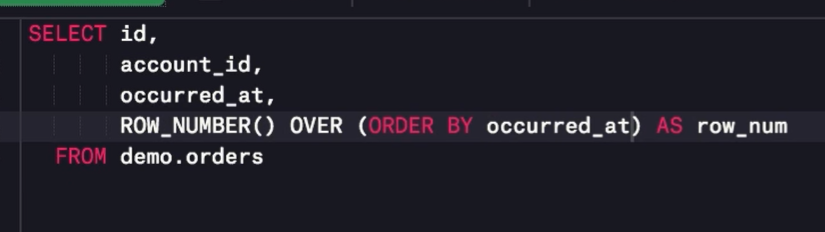 SELECT id,
account_id,
occurred_at,
ROW_NUMBER() OVER (ORDER BY occurred_at) AS row_num
FROM demo.orders